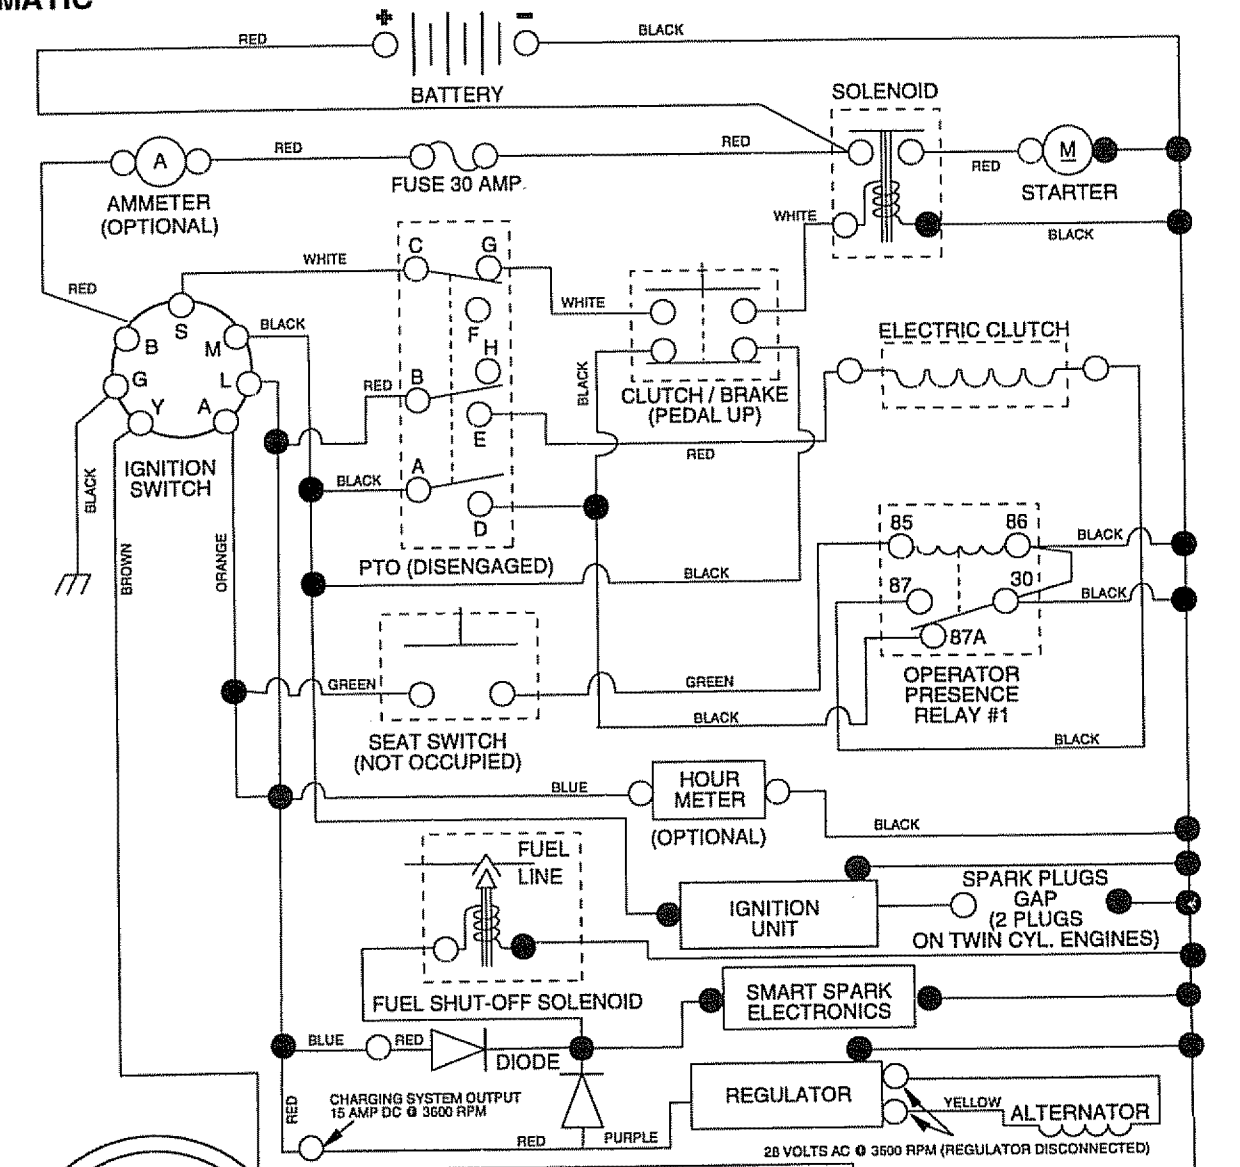 MATIC
+ −
RED
BLACK
BATTERY
SOLENOID
A
RED
RED
M
RED
AMMETER
(OPTIONAL)
FUSE 30 AMP.
STARTER
WHITE
BLACK
C G
WHITE
RED
WHITE
S
BLACK
F
ELECTRIC CLUTCH
B M
H
G L
RED
B
BLACK
CLUTCH / BRAKE
(PEDAL UP)
Y A
E
RED
IGNITION
SWITCH
A
BLACK
BLACK
D
85 86
BLACK
BROWN
ORANGE
PTO (DISENGAGED)
BLACK
87 30
BLACK
87A
GREEN
GREEN
OPERATOR
PRESENCE
RELAY #1
BLACK
SEAT SWITCH
(NOT OCCUPIED)
BLACK
BLUE
HOUR
METER
(OPTIONAL)
BLACK
FUEL
LINE
IGNITION
UNIT
SPARK PLUGS
GAP
(2 PLUGS
ON TWIN CYL. ENGINES)
FUEL SHUT-OFF SOLENOID
SMART SPARK
ELECTRONICS
BLUE
RED
DIODE
REGULATOR
RED
CHARGING SYSTEM OUTPUT
15 AMP DC @ 3600 RPM
YELLOW
ALTERNATOR
RED
PURPLE
28 VOLTS AC @ 3500 RPM (REGULATOR DISCONNECTED)